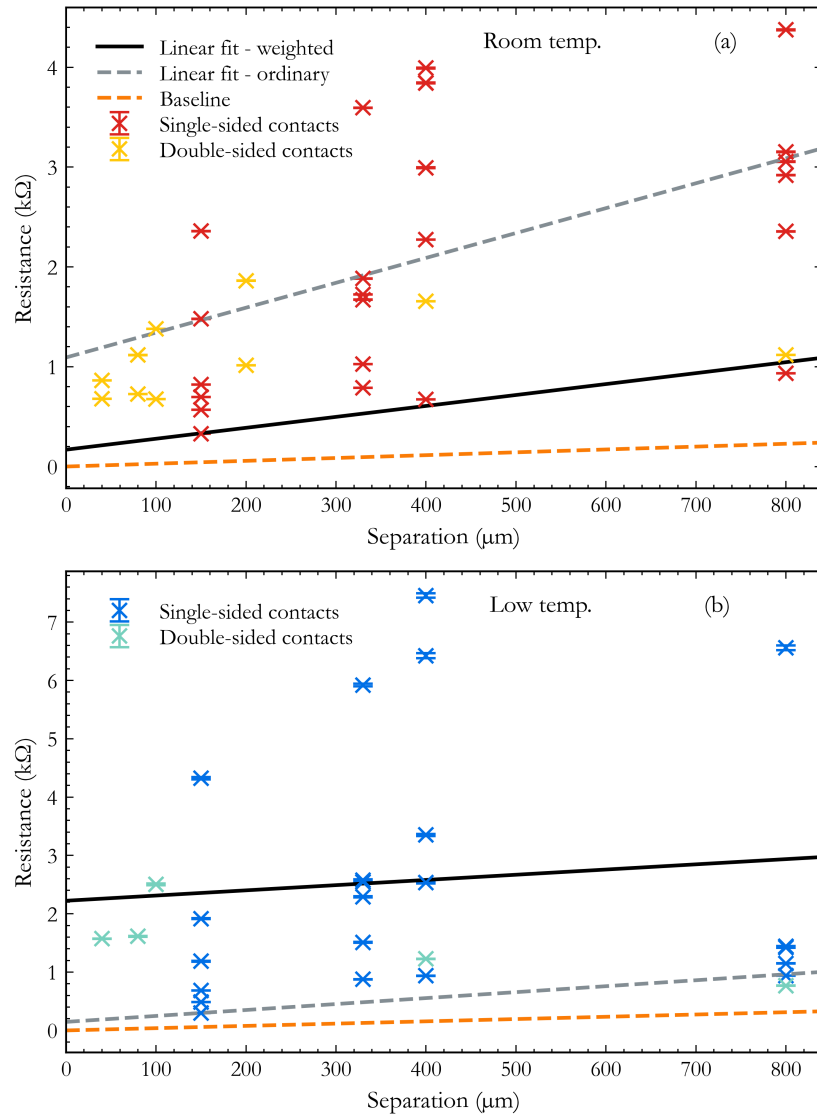 Room temp. (a)
Linear fit - weighted
Linear fit - ordinary
Baseline
Single-sided contacts
Double-sided contacts
4
3
2
1
0
Resistance (kΩ)
0 100 200 300 400 500 600 700 800
Separation (μm)
Low temp. (b)
Single-sided contacts
Double-sided contacts
7
6
5
4
3
2
1
0
Resistance (kΩ)
0 100 200 300 400 500 600 700 800
Separation (μm)